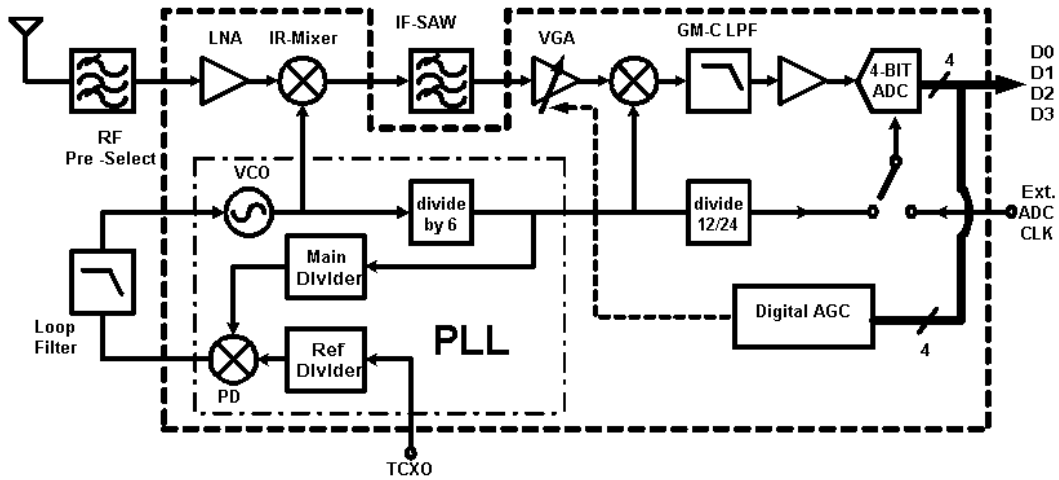 LNA
IR-Mixer
IF-SAW
VGA
GM-C LPF
4-BIT
ADC
4
D0
D1
D2
D3
RF
Pre -Select
VCO
divide
by 6
divide
12/24
Ext.
ADC
CLK
Main
DIvider
Loop
Filter
PD
Ref
DIvider
PLL
Digital AGC
4
TCXO